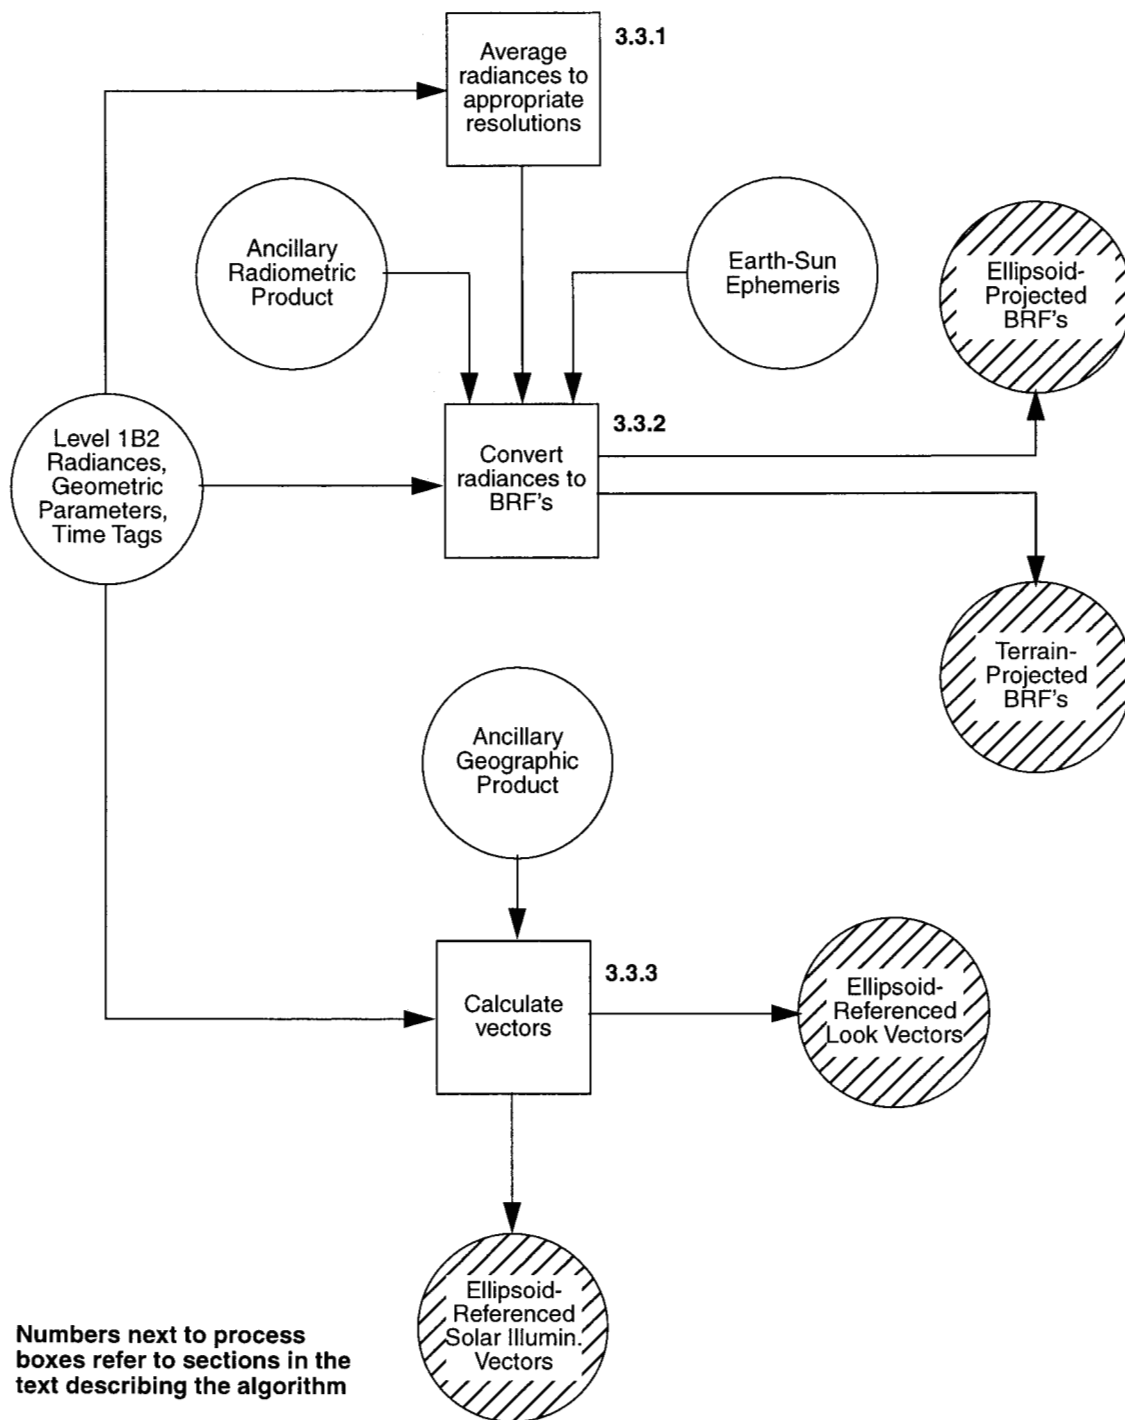 Average
radiances to
appropriate
resolutions
3.3.1
Ancillary
Radiometric
Product
Earth-Sun
Ephemeris
Ellipsoid-
Projected
BRF's
Level 1B2
Radiances,
Geometric
Parameters,
Time Tags
Convert
radiances to
BRF's
3.3.2
Terrain-
Projected
BRF's
Ancillary
Geographic
Product
Calculate
vectors
3.3.3
Ellipsoid-
Referenced
Look Vectors
Ellipsoid-
Referenced
Solar Illumin.
Vectors
Numbers next to process
boxes refer to sections in the
text describing the algorithm